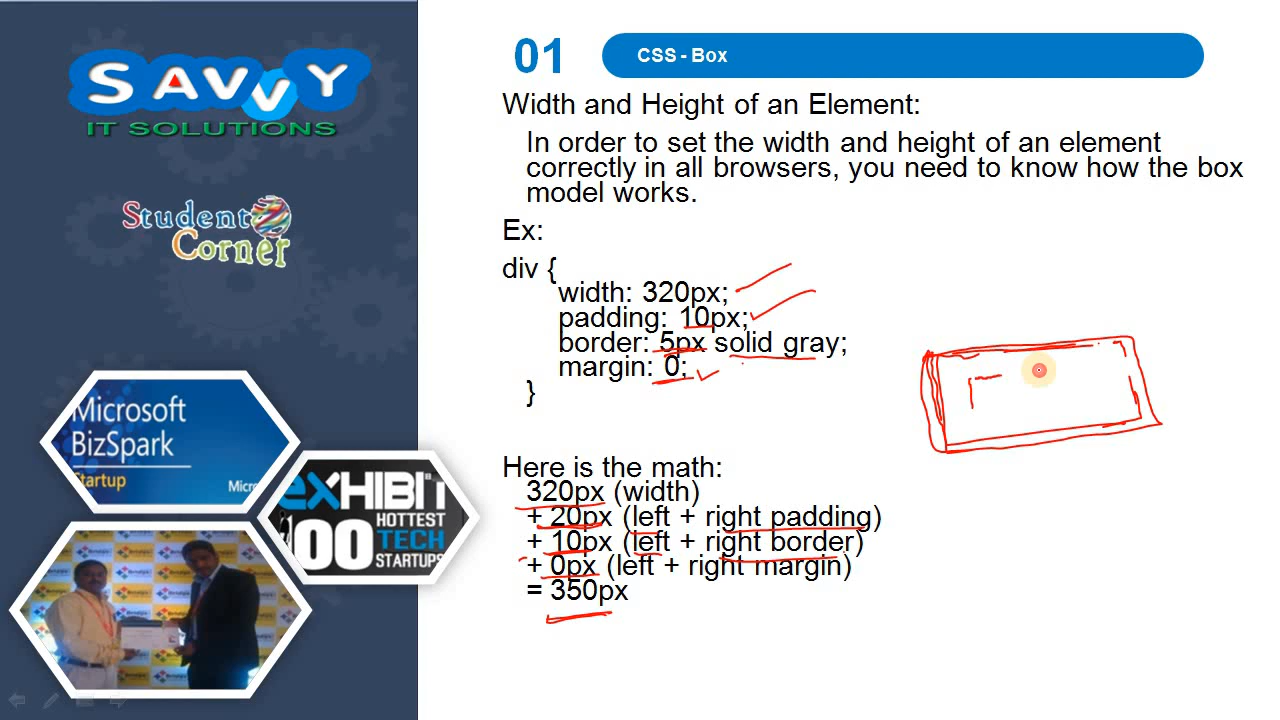 SAVVY
IT SOLUTIONS
Student
Corner
Microsoft
BizSpark
Startup
Micro
eXHIBIT
100
HOTTEST
TECH
STARTUPS
01
CSS - Box
Width and Height of an Element:
In order to set the width and height of an element
correctly in all browsers, you need to know how the box
model works.
Ex:
div {
width: 320px;
padding: 10px;
border: 5px solid gray;
margin: 0;
}
Here is the math:
320px (width)
+ 20px (left + right padding)
+ 10px (left + right border)
+ 0px (left + right margin)
= 350px